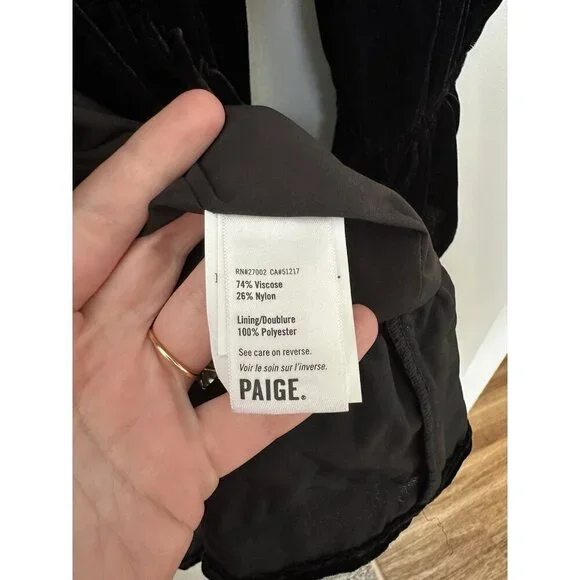 RN#27002 CA#51217
74% Viscose
26% Nylon
Lining/Doublure
100% Polyester
See care on reverse.
Voir le soin sur l'inverse.
PAIGE®